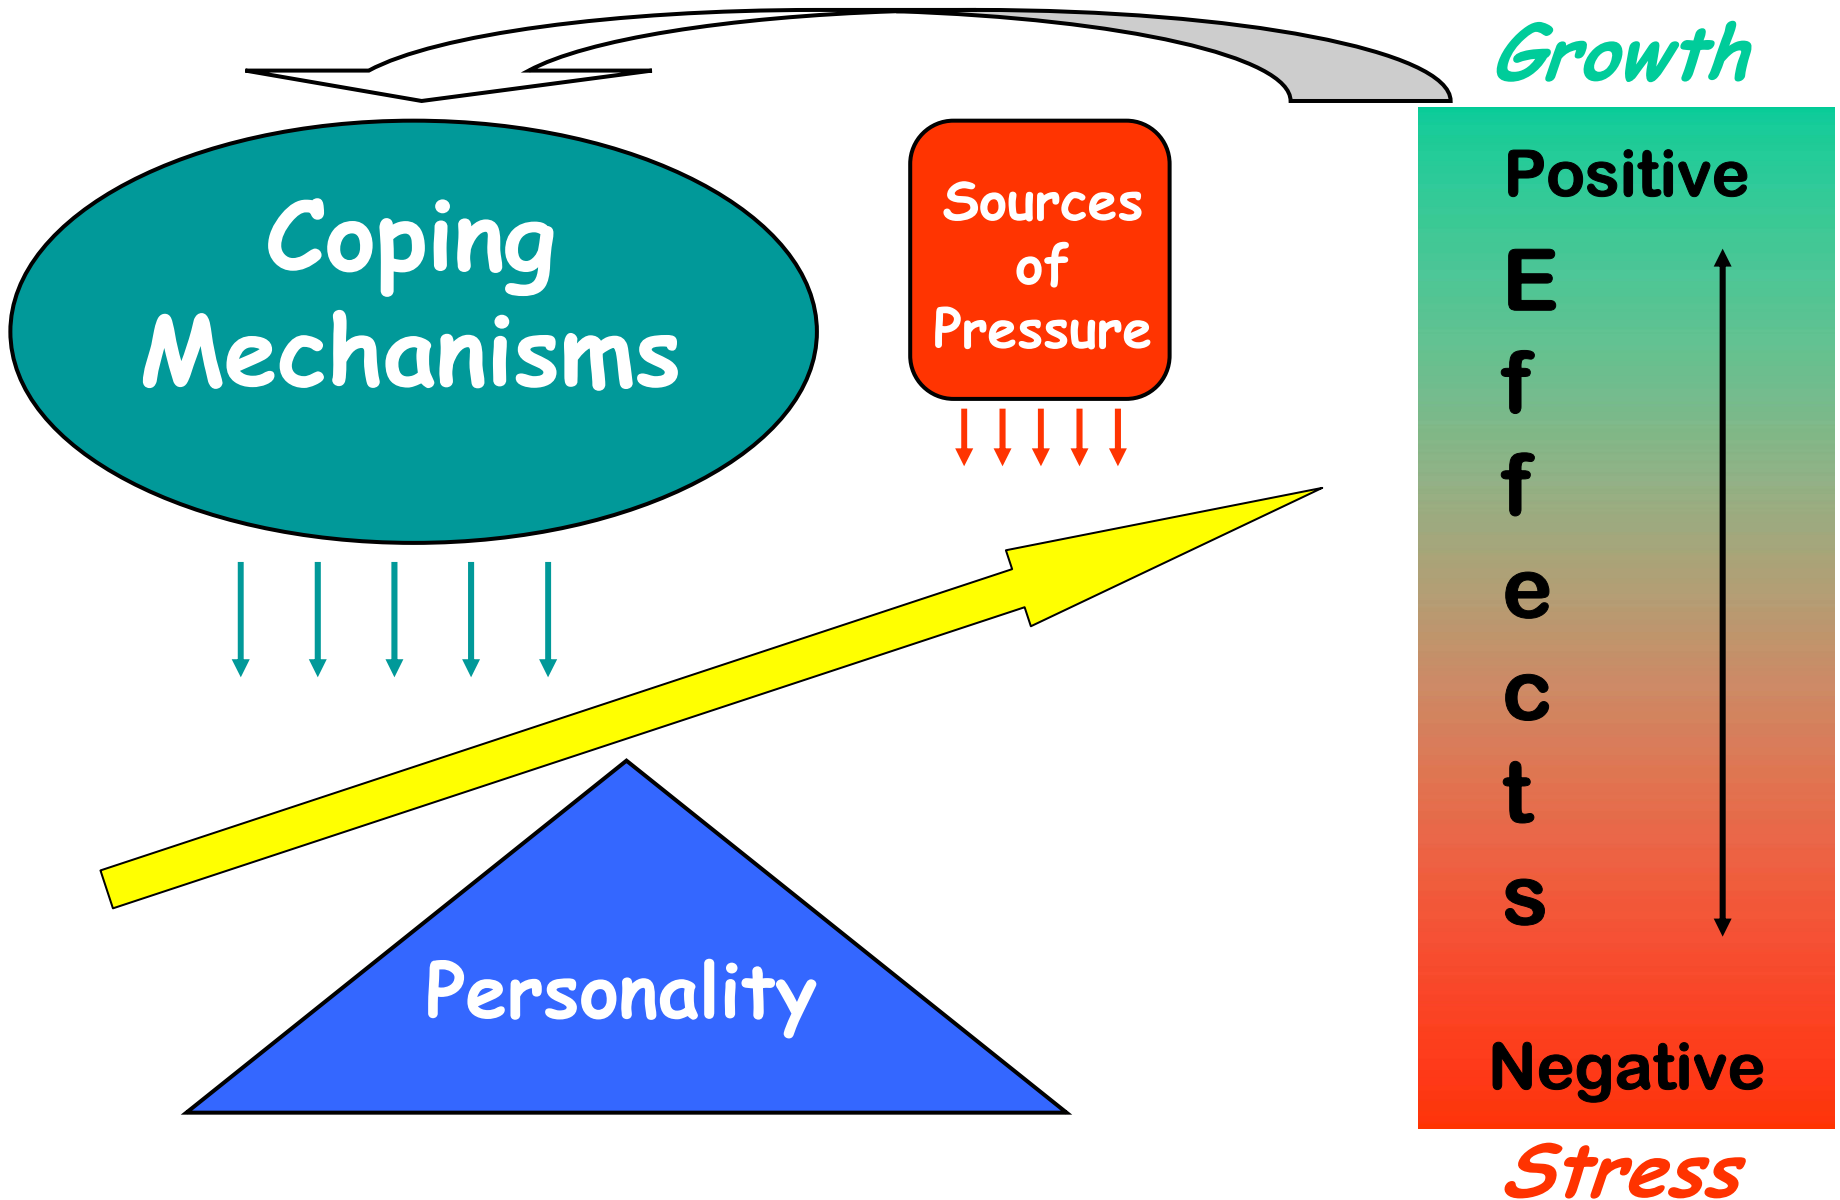 Growth
Coping
Mechanisms
Sources
of
Pressure
Personality
Positive
E
f
f
e
c
t
s
Negative
Stress